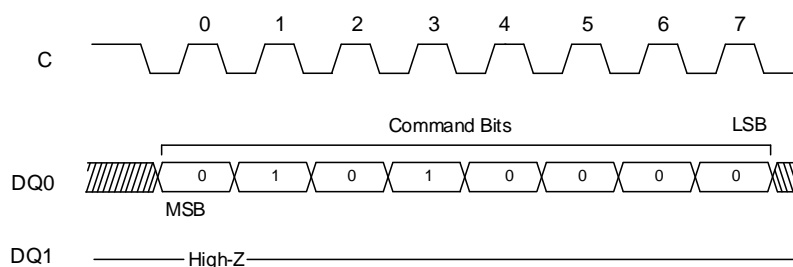 0 1 2 3 4 5 6 7
C
Command Bits LSB
DQ0 0 1 0 1 0 0 0 0
MSB
DQ1 High-Z